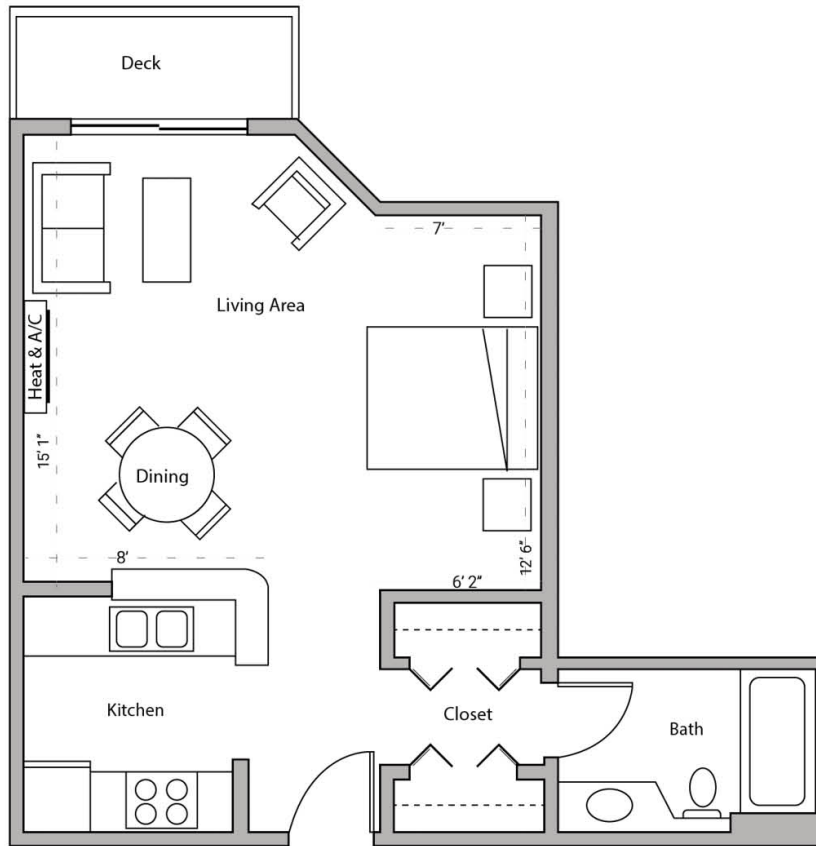 Deck
7'
Living Area
Heat & A/C
15' 1"
Dining
8'
12' 6"
6' 2"
Kitchen
Closet
Bath